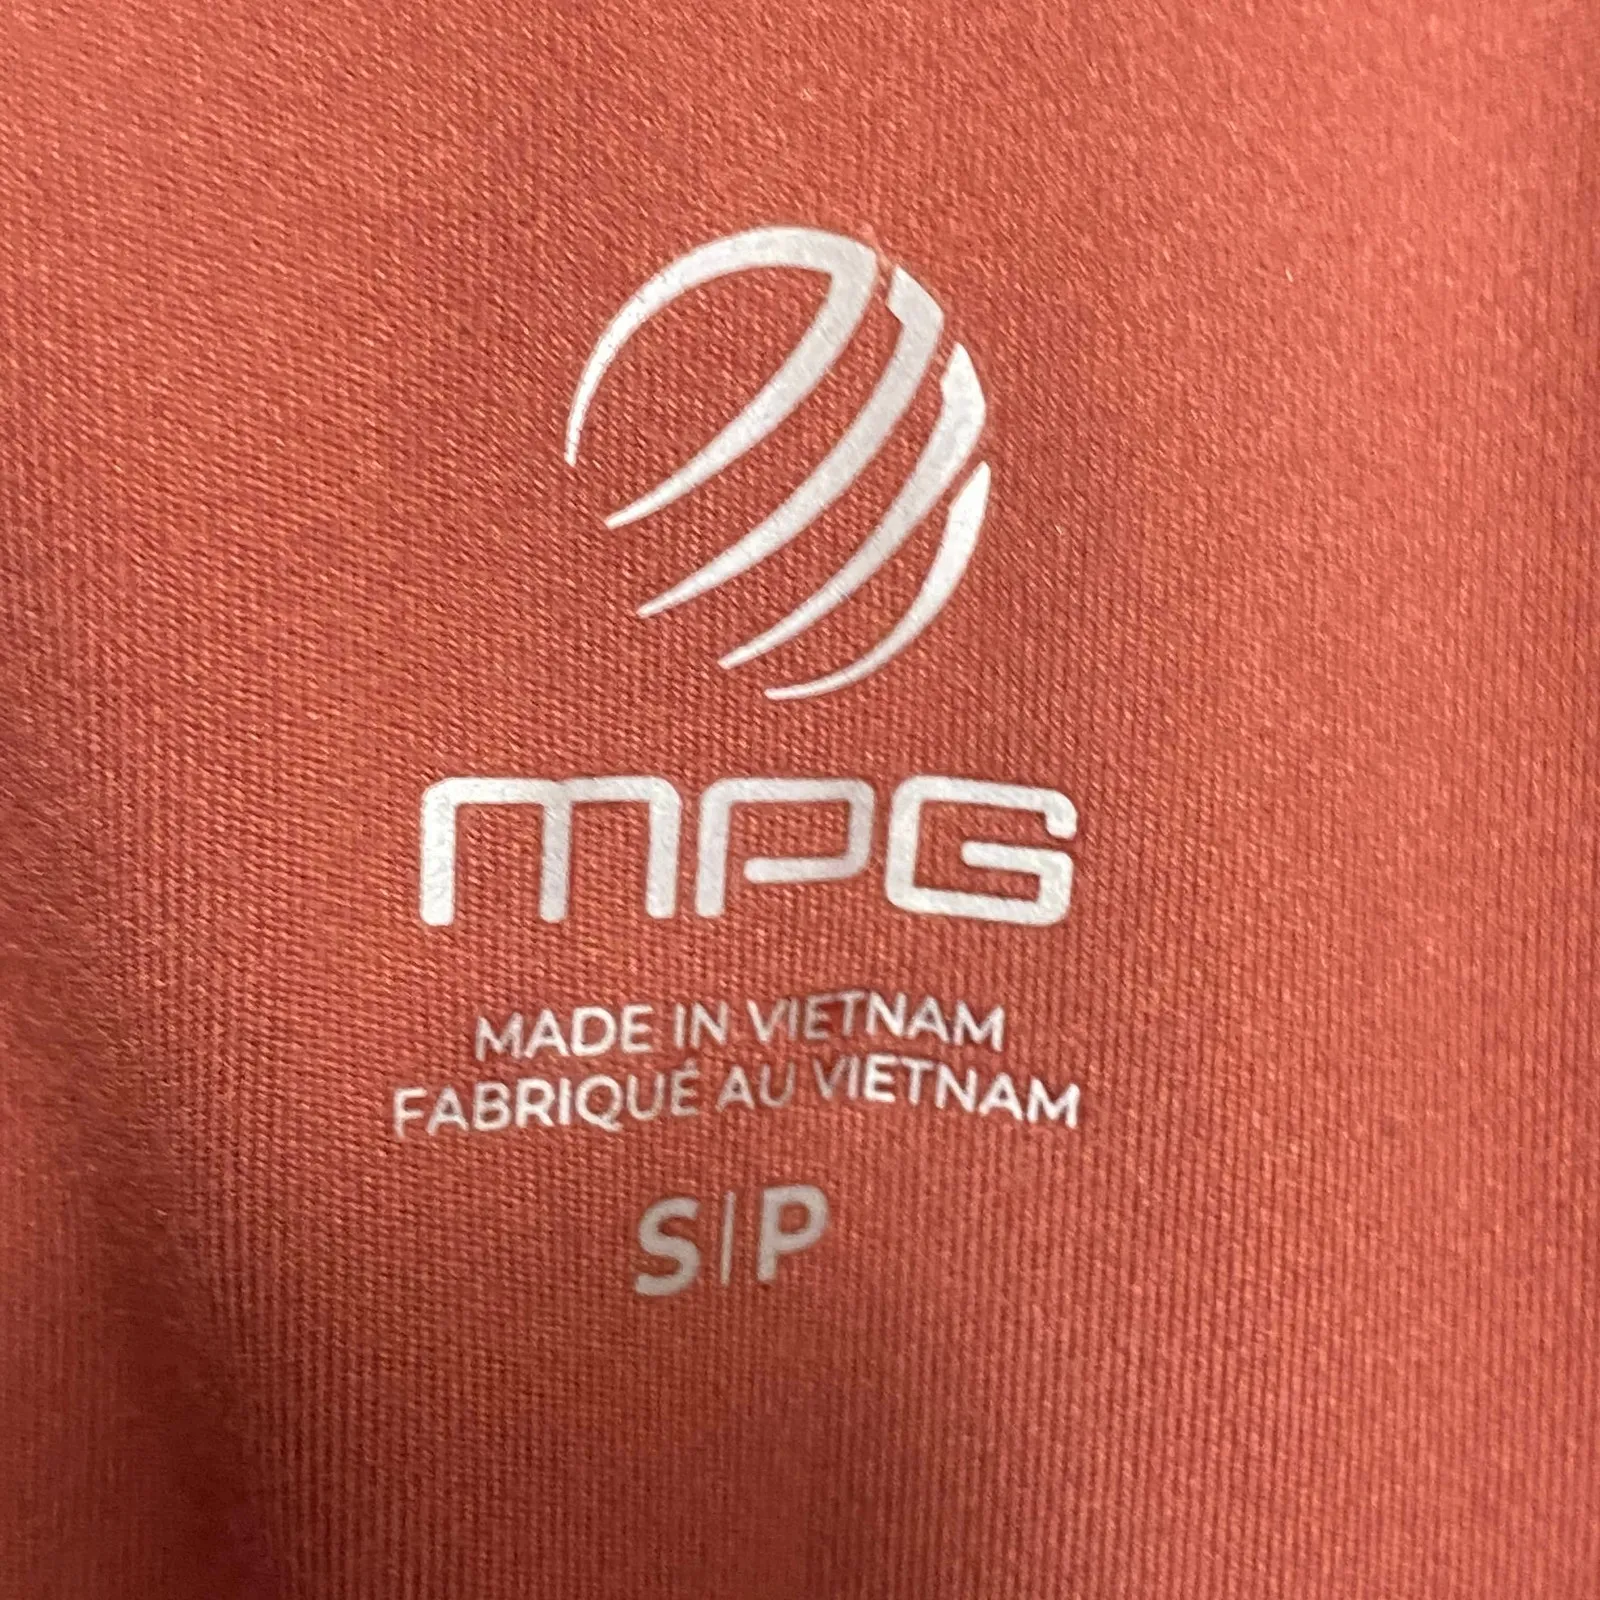 MPG
MADE IN VIETNAM
FABRIQUÉ AU VIETNAM
S|P